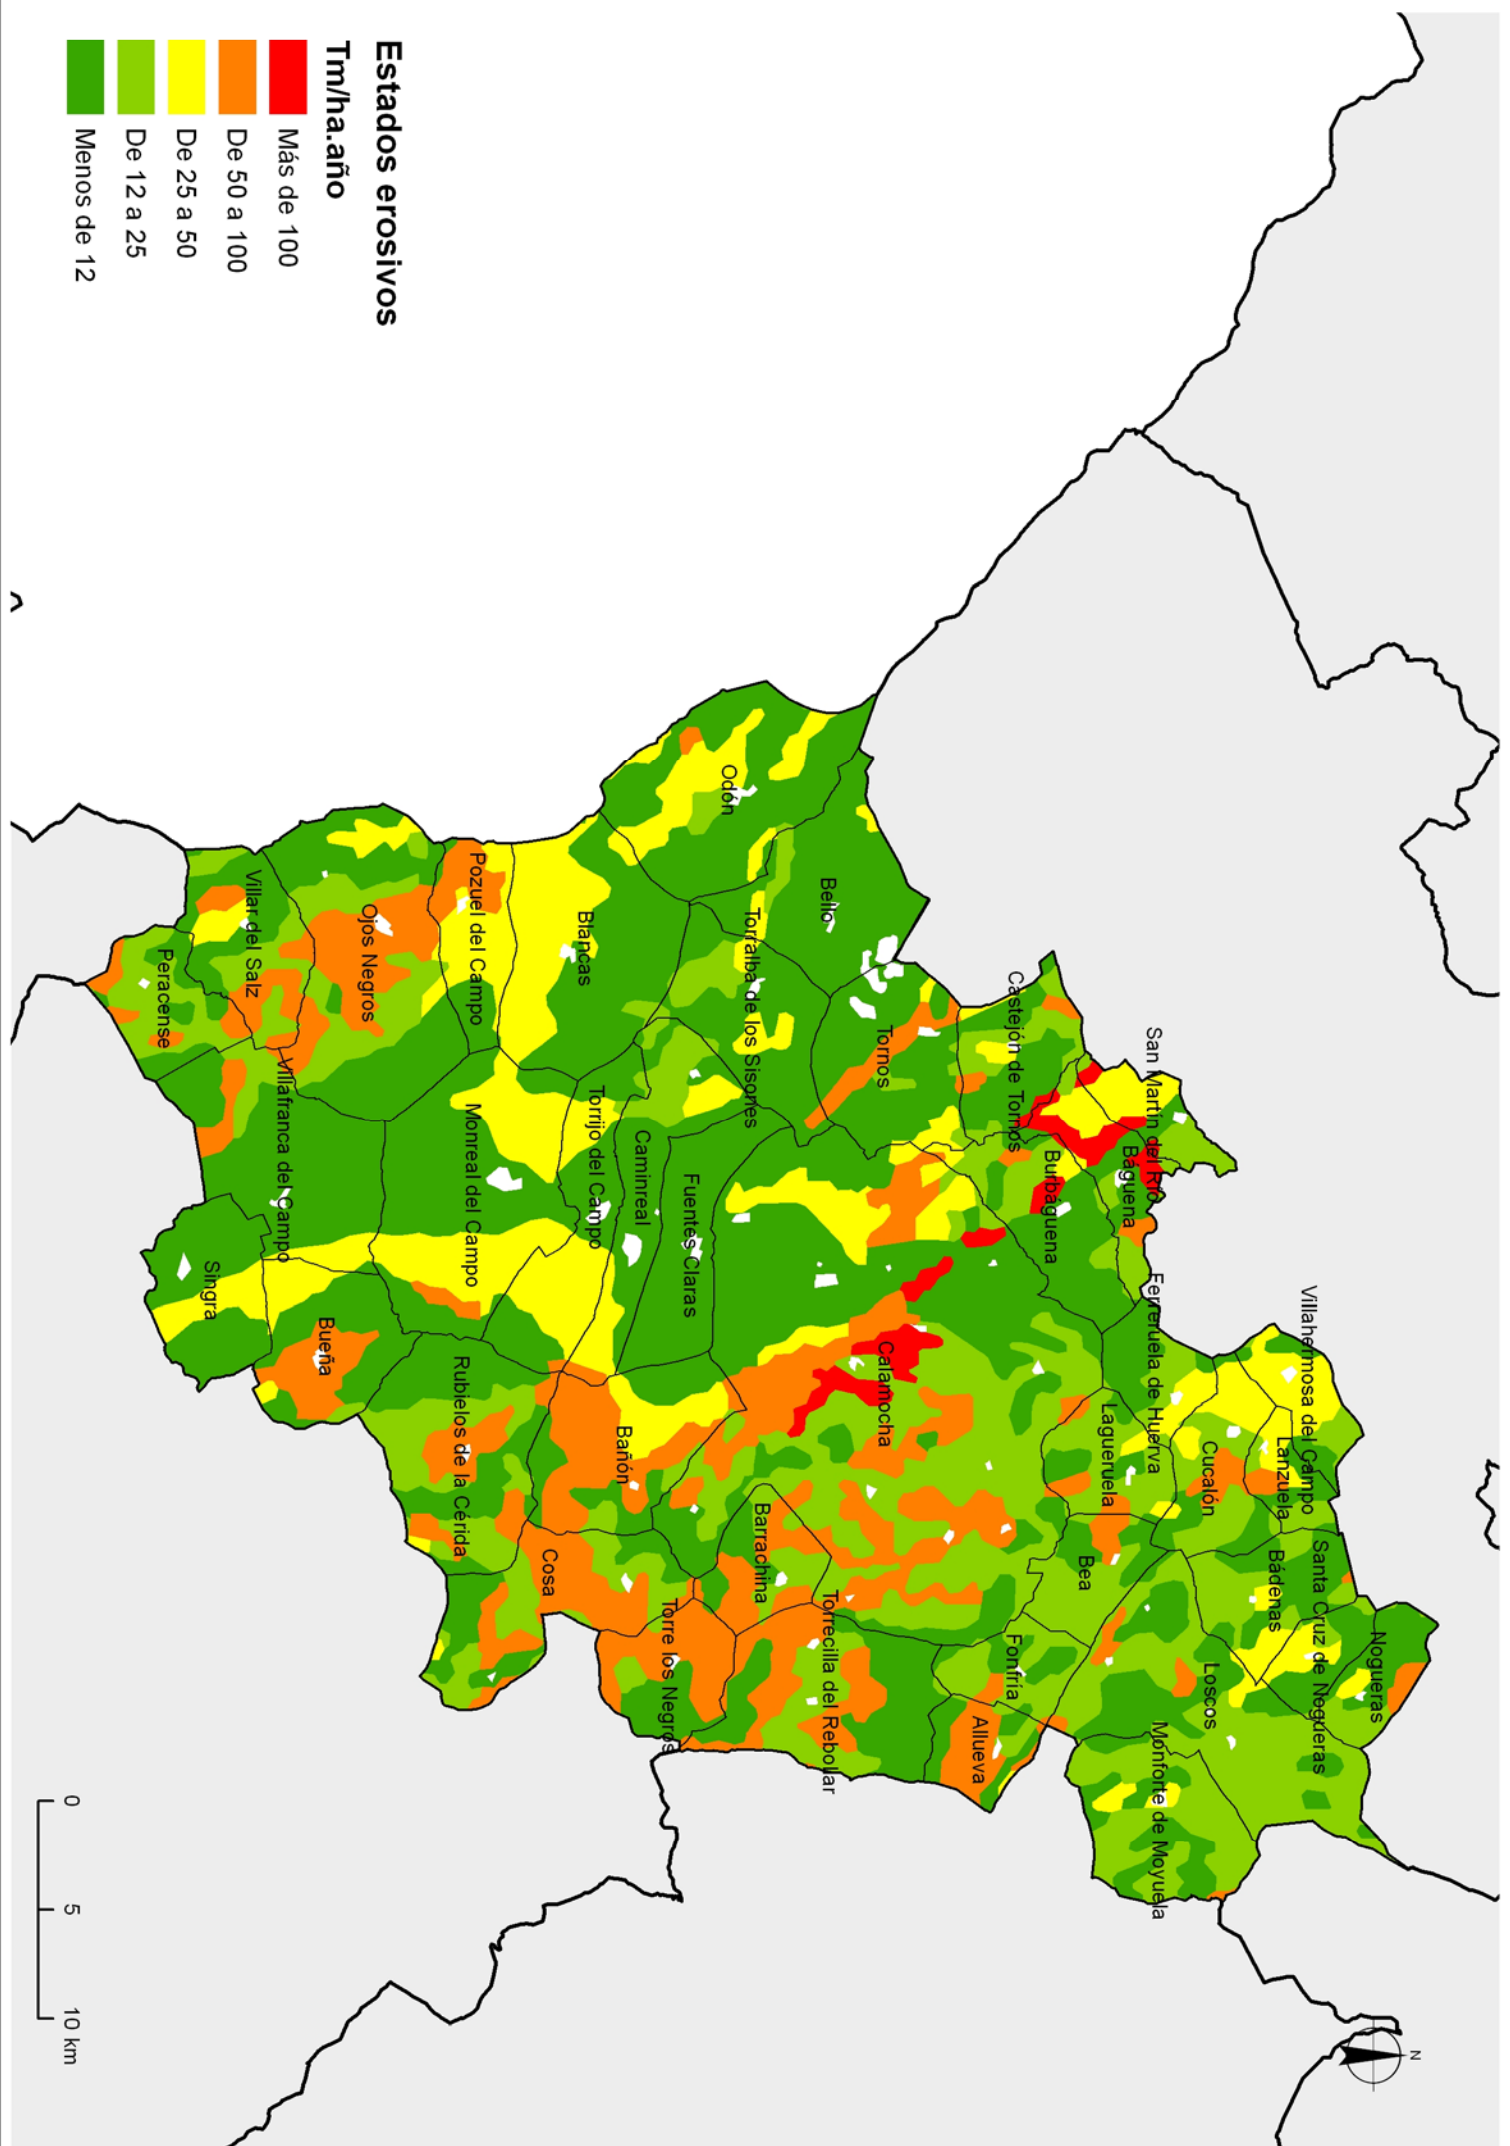 Estados erosivos
Tm/ha.año
Más de 100
De 50 a 100
De 25 a 50
De 12 a 25
Menos de 12
N
Nogueras
Santa Cruz de Nogueras
Villahermosa del Campo
Lanzuela
Bádenas
Cucalón
Loscos
San Martín del Río
Ferreruela de Huerva
Monforte de Moyuela
Báguena
Lagueruela
Bea
Burbáguena
Castejón de Tornos
Fonfría
Allueva
Tornos
Calamocha
Bello
Torrecilla del Rebollar
Barrachina
Torralba de los Sisones
Odón
Fuentes Claras
Torre los Negros
Caminreal
Bañón
Blancas
Torrijo del Campo
Cosa
Pozuel del Campo
Monreal del Campo
Rubielos de la Cérida
Ojos Negros
Bueña
Villar del Salz
Villafranca del Campo
Singra
Peracense
0 5 10 km